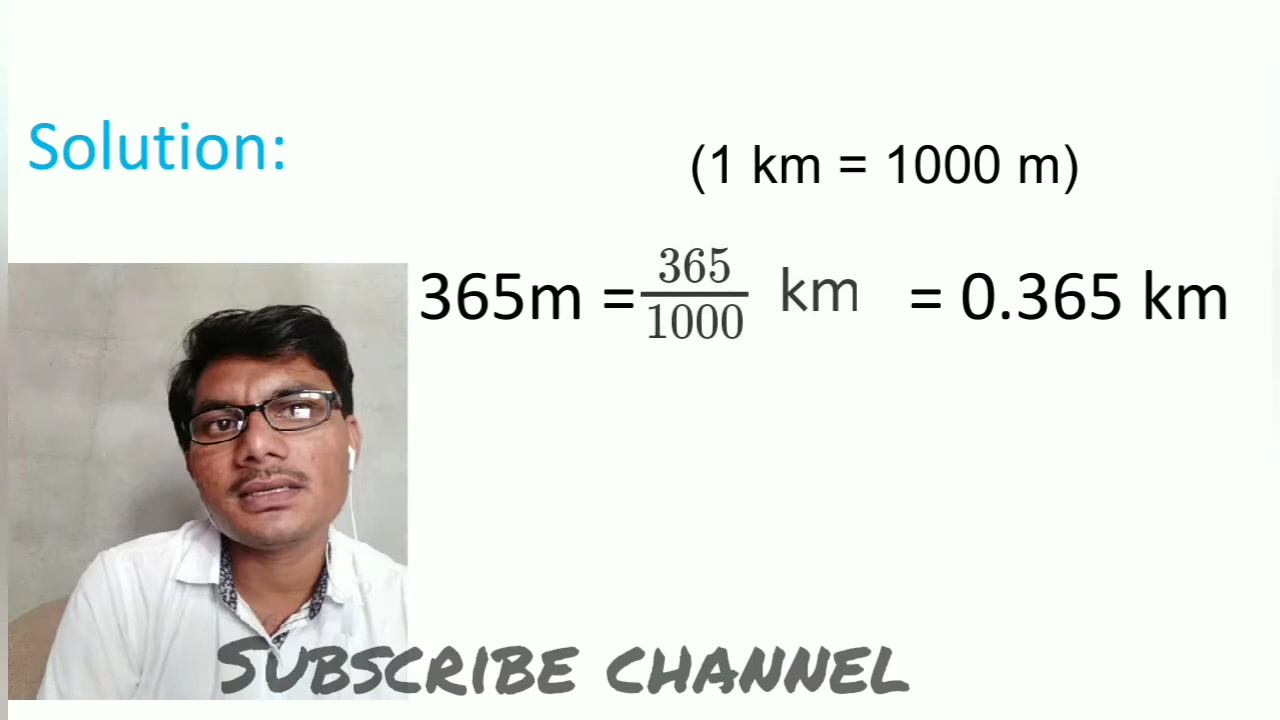 Solution:
(1 km = 1000 m)
365m = 365/1000 km = 0.365 km
SUBSCRIBE CHANNEL